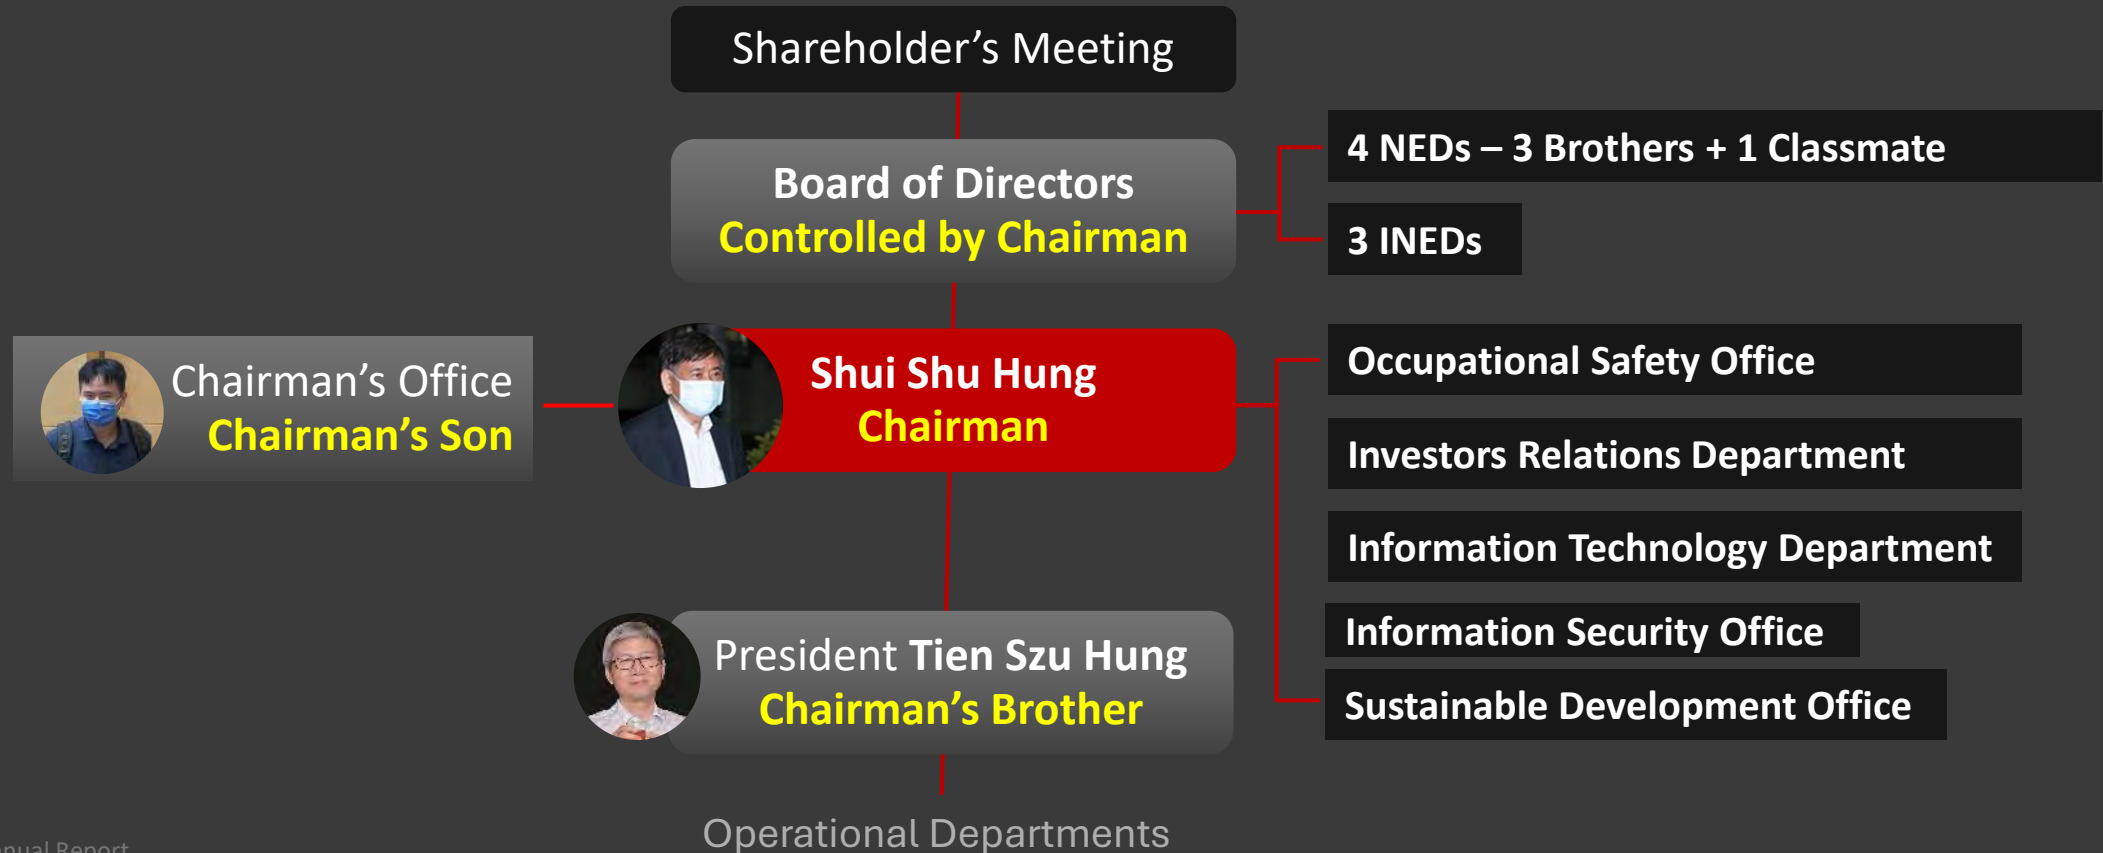 Shareholder's Meeting
Board of Directors
Controlled by Chairman
4 NEDs – 3 Brothers + 1 Classmate
3 INEDs
Chairman's Office
Chairman's Son
Shui Shu Hung
Chairman
Occupational Safety Office
Investors Relations Department
Information Technology Department
Information Security Office
Sustainable Development Office
President Tien Szu Hung
Chairman's Brother
Operational Departments
Report